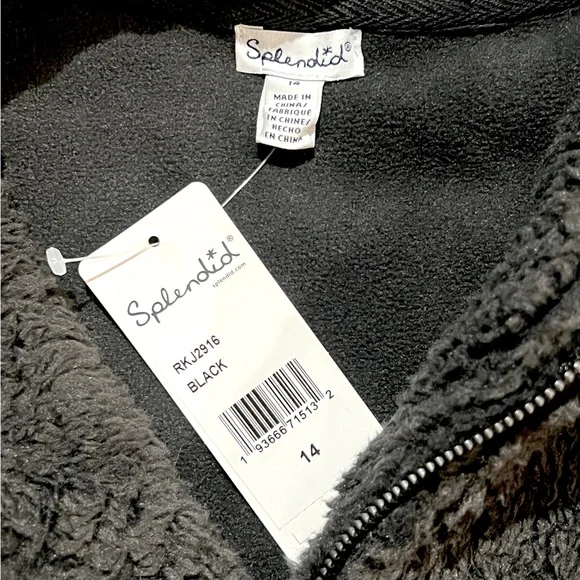 Splendid®
14
MADE IN
CHINA/
FABRIQUÉ
EN CHINE/
HECHO
EN CHINA
Splendid®
splendid.com
RKJ2916
BLACK
1 93666 71513 2
14